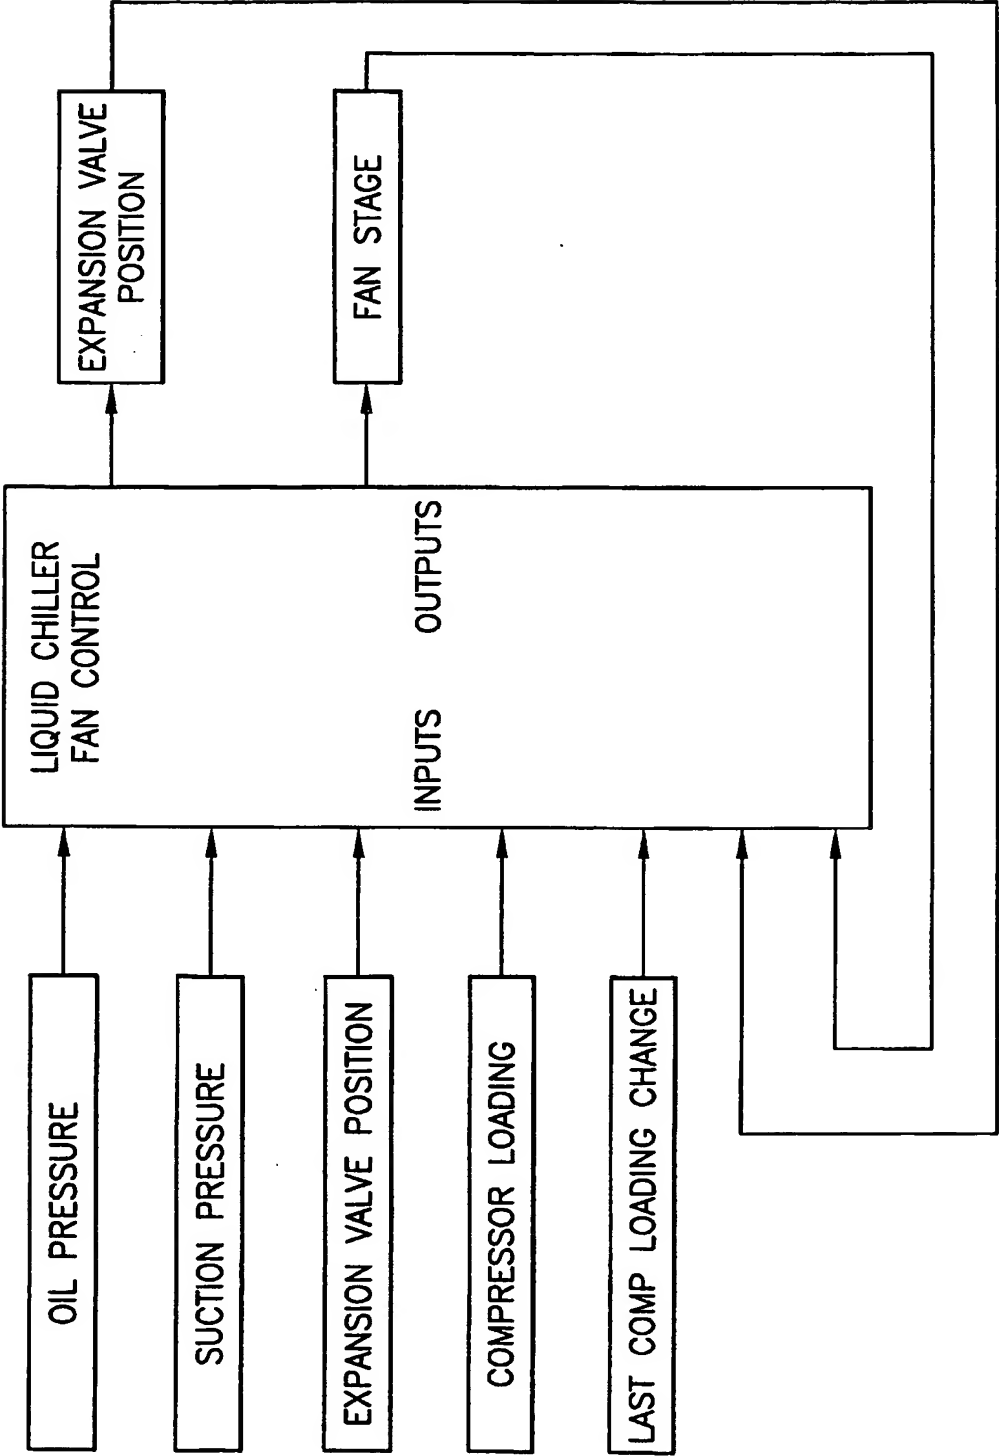 OIL PRESSURE
SUCTION PRESSURE
EXPANSION VALVE POSITION
COMPRESSOR LOADING
LAST COMP LOADING CHANGE
LIQUID CHILLER
FAN CONTROL
INPUTS
OUTPUTS
EXPANSION VALVE
POSITION
FAN STAGE